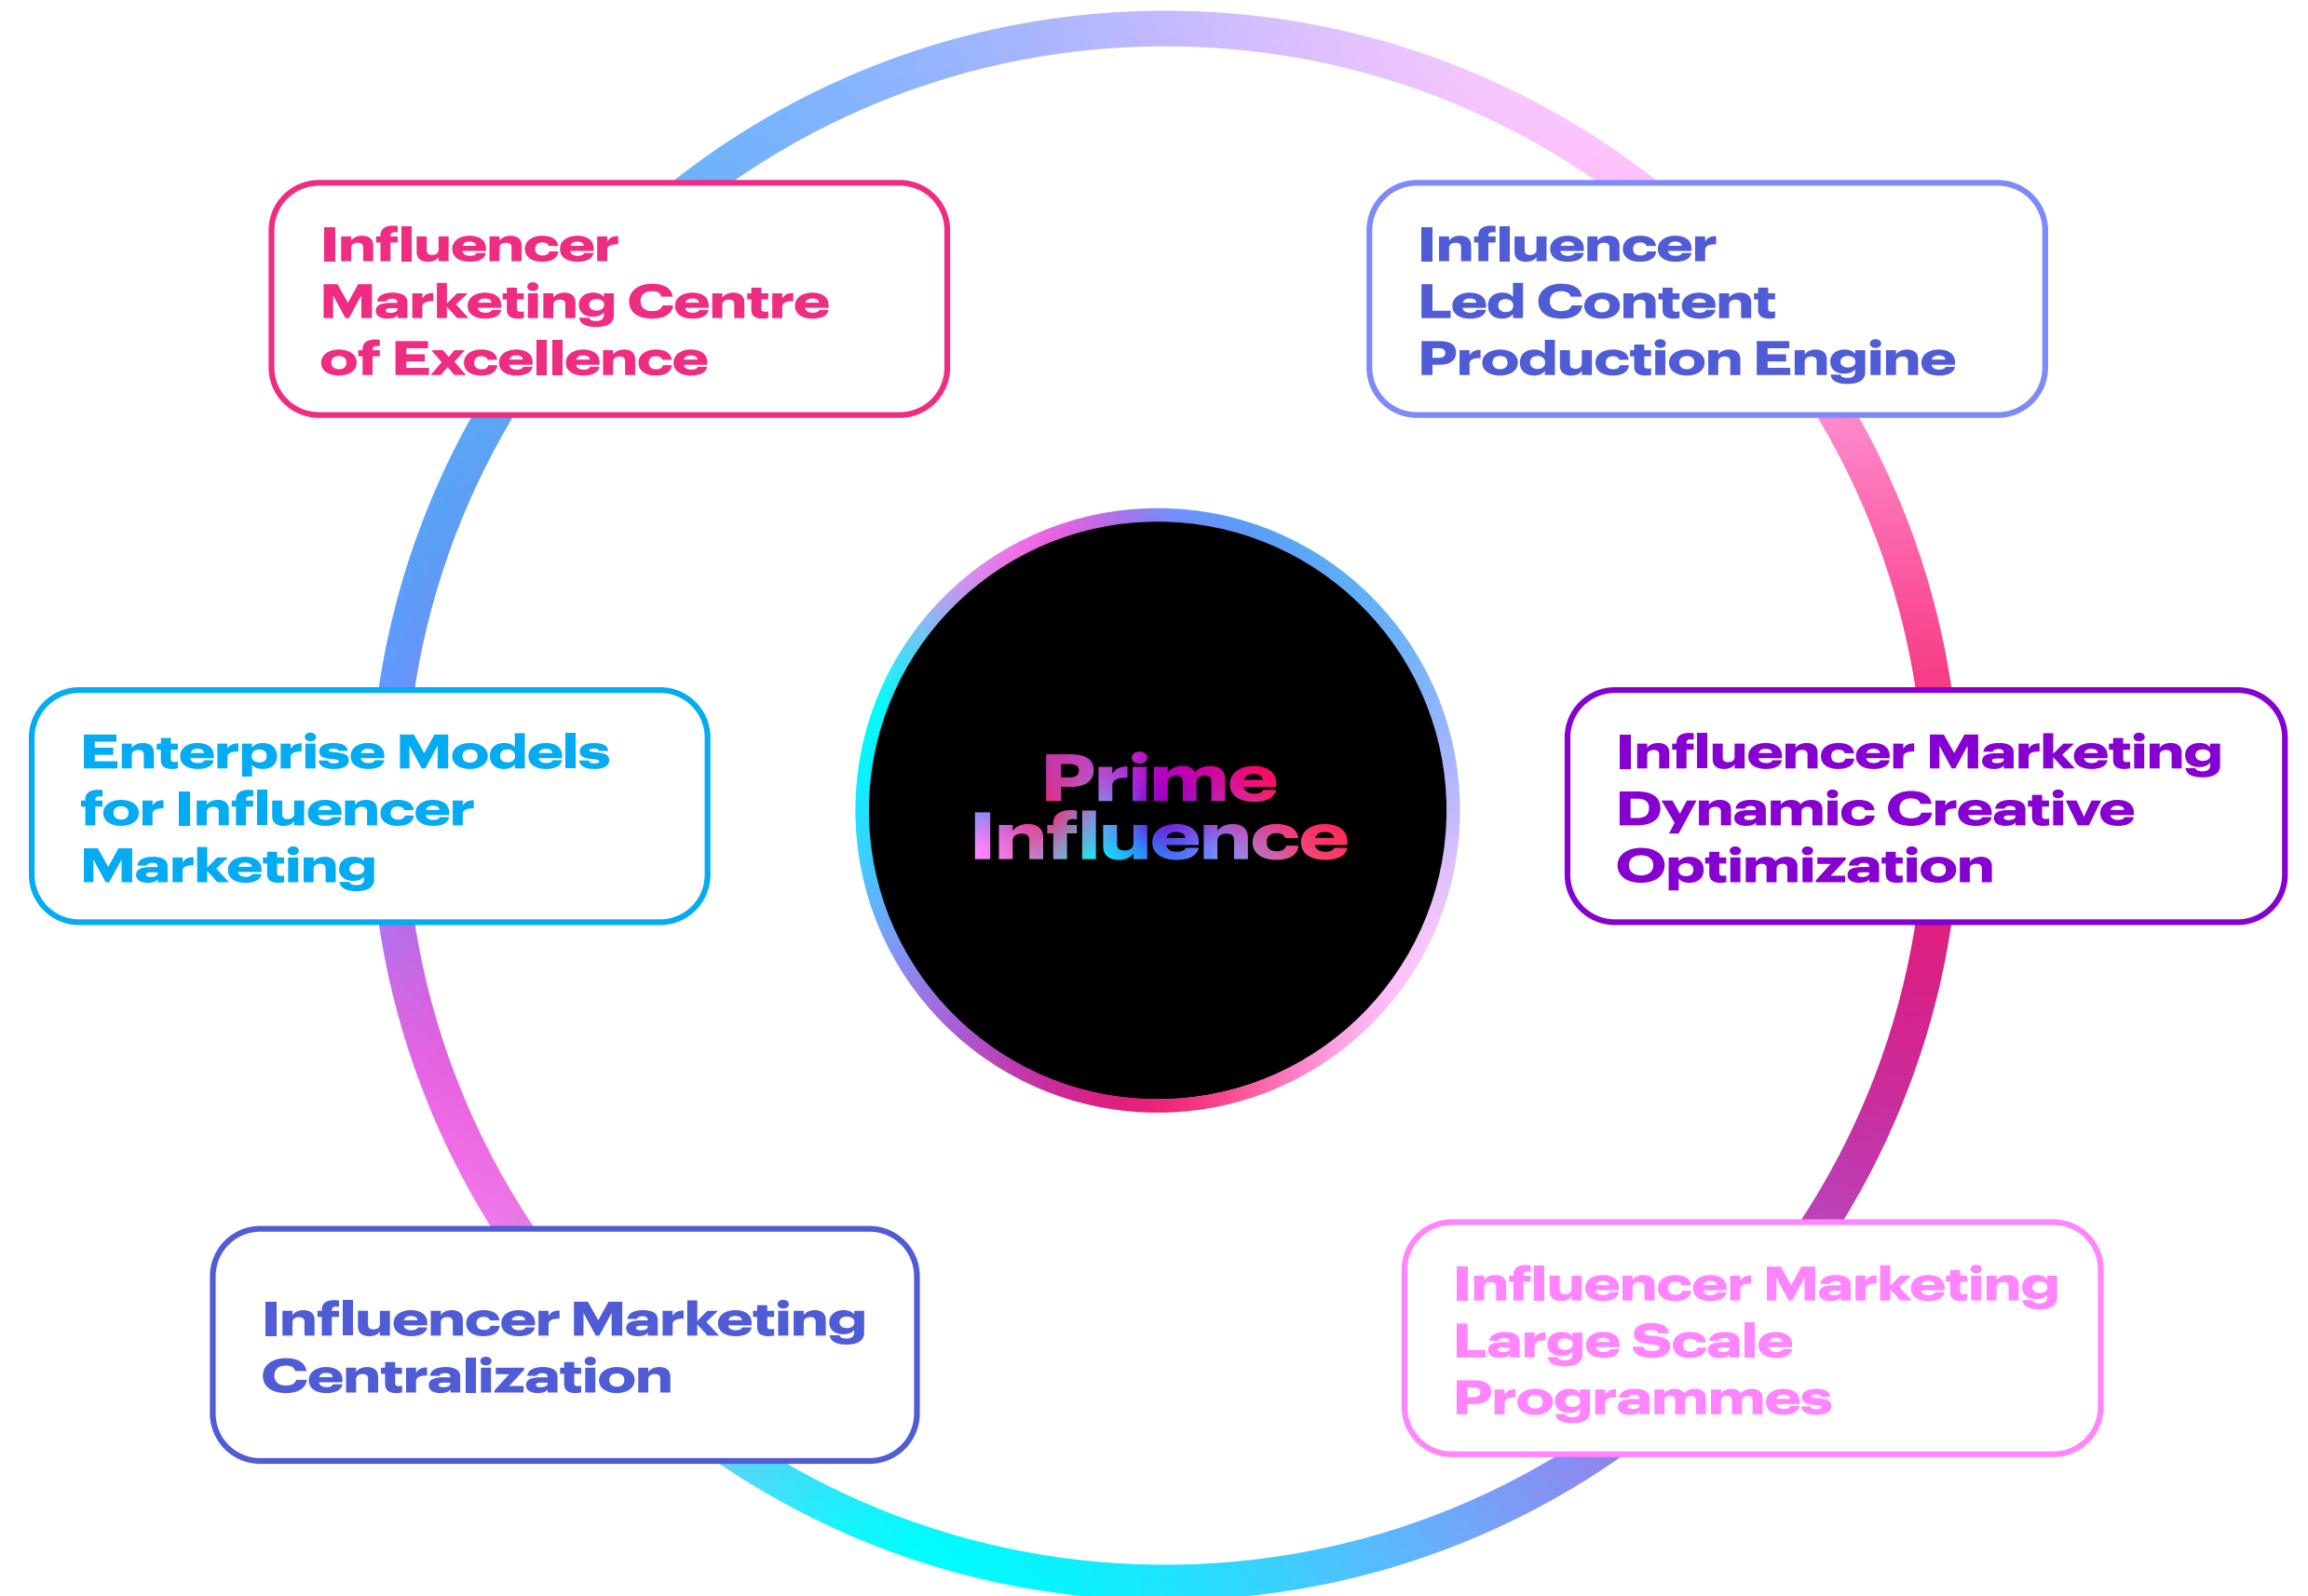 Influencer
Marketing Centre
of Excellence
Influencer
Led Content
Production Engine
Enterprise Models
for Influencer
Marketing
Prime
Influence
Influencer Marketing
Dynamic Creative
Optimization
Influencer Marketing
Centralization
Influencer Marketing
Large Scale
Programmes